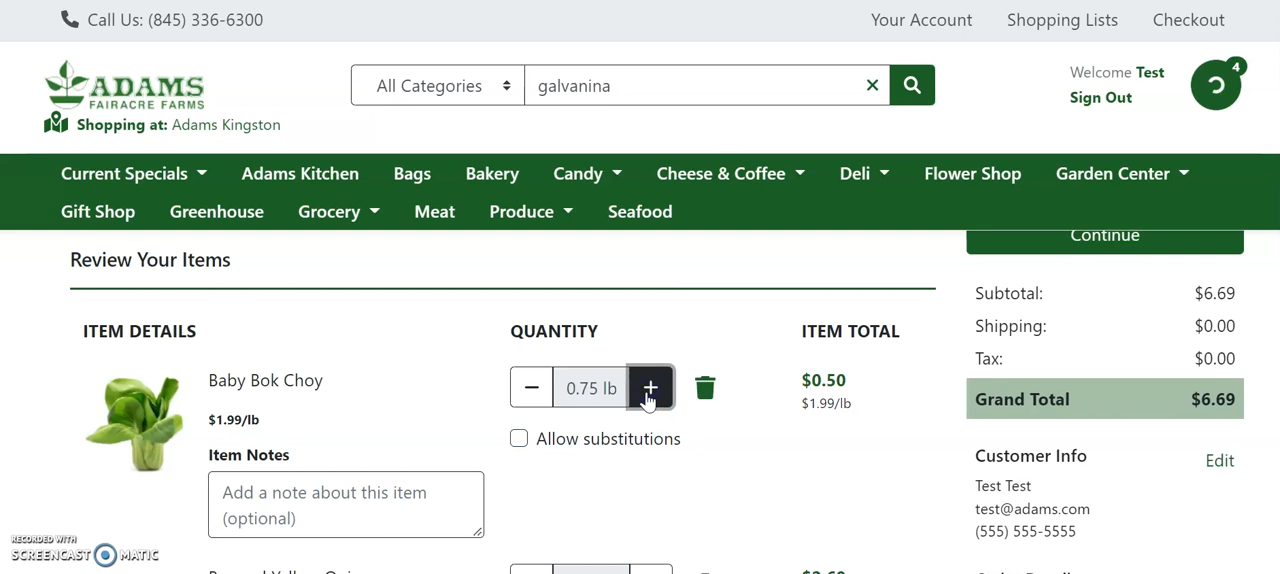 Call Us: (845) 336-6300
Your Account Shopping Lists Checkout
ADAMS
FAIRACRE FARMS
Shopping at: Adams Kingston
All Categories galvanina
Welcome Test
Sign Out
4
Current Specials Adams Kitchen Bags Bakery Candy Cheese & Coffee Deli Flower Shop Garden Center
Gift Shop Greenhouse Grocery Meat Produce Seafood
Review Your Items
Continue
ITEM DETAILS QUANTITY ITEM TOTAL
Baby Bok Choy
$1.99/lb
Item Notes
Add a note about this item
(optional)
− 0.75 lb +
Allow substitutions
$0.50
$1.99/lb
Subtotal: $6.69
Shipping: $0.00
Tax: $0.00
Grand Total $6.69
Customer Info Edit
Test Test
test@adams.com
(555) 555-5555
RECORDED WITH
SCREENCAST MATIC